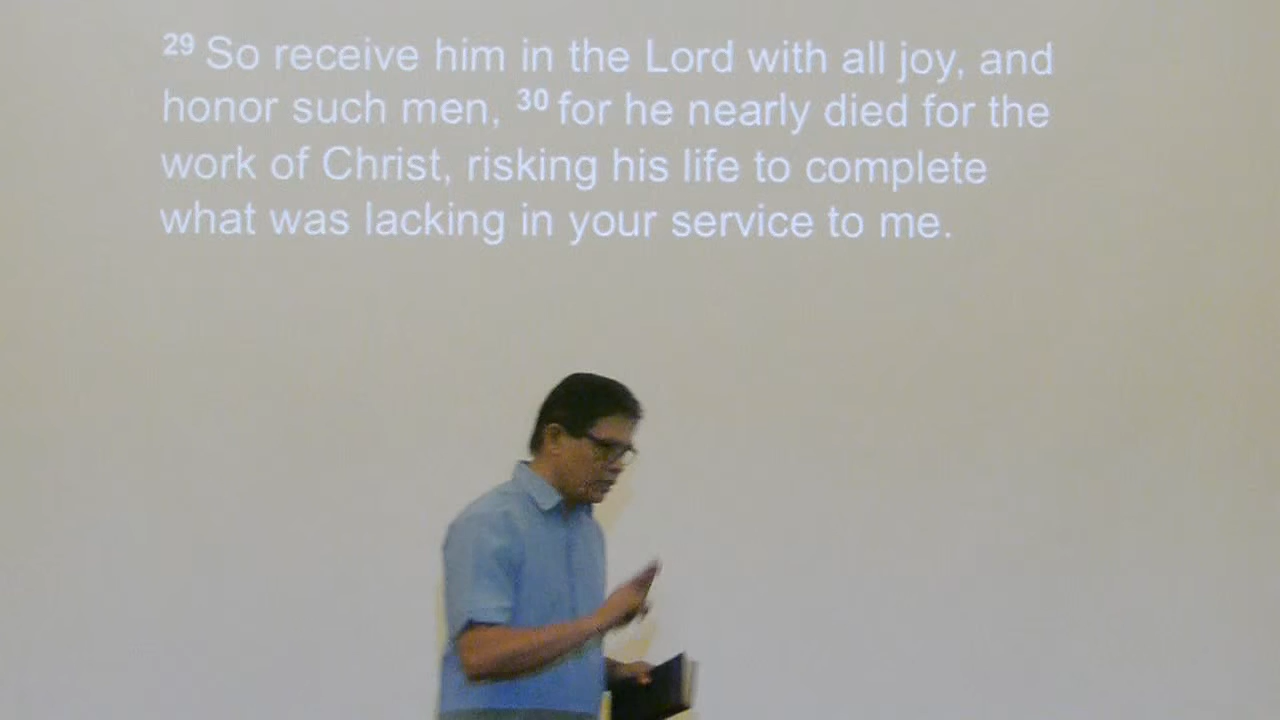 29 So receive him in the Lord with all joy, and
honor such men, 30 for he nearly died for the
work of Christ, risking his life to complete
what was lacking in your service to me.